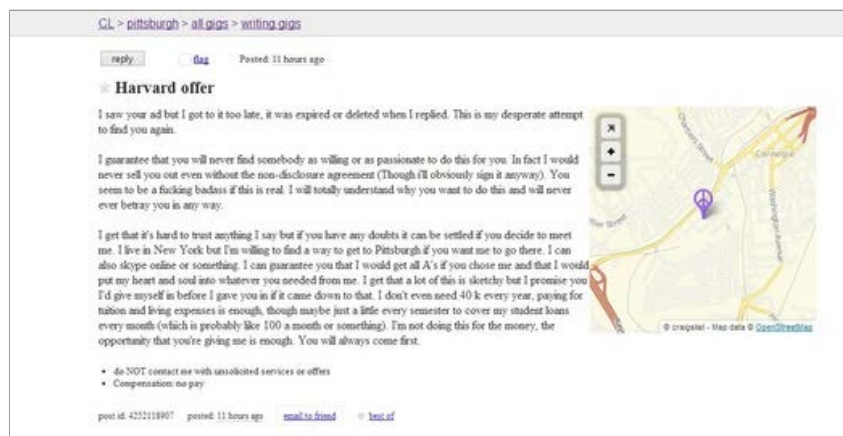 CL > pittsburgh > all gigs > writing gigs
reply flag Posted: 11 hours ago
Harvard offer
I saw your ad but I got to it too late, it was expired or deleted when I replied. This is my desperate attempt
to find you again.
I guarantee that you will never find somebody as willing or as passionate to do this for you. In fact I would
never sell you out even without the non-disclosure agreement (Though i'll obviously sign it anyway). You
seem to be a fucking badass if this is real. I will totally understand why you want to do this and will never
ever betray you in any way.
I get that it's hard to trust anything I say but if you have any doubts it can be settled if you decide to meet
me. I live in New York but I'm willing to find a way to get to Pittsburgh if you want me to go there. I can
also skype online or something. I can guarantee you that I would get all A's if you chose me and that I would
put my heart and soul into whatever you needed from me. I get that a lot of this is sketchy but I promise you
I'd give myself in before I gave you in if it came down to that. I don't even need 40 k every year, paying for
tuition and living expenses is enough, though maybe just a little every semester to cover my student loans
every month (which is probably like 100 a month or something). I'm not doing this for the money, the
opportunity that you're giving me is enough. You will always come first.
• do NOT contact me with unsolicited services or offers
• Compensation: no pay
post id: 4252118907 posted: 11 hours ago email to friend best of
+
−
Chartiers Street
Carnegie
Washington Avenue
Street
© craigslist - Map data © OpenStreetMap